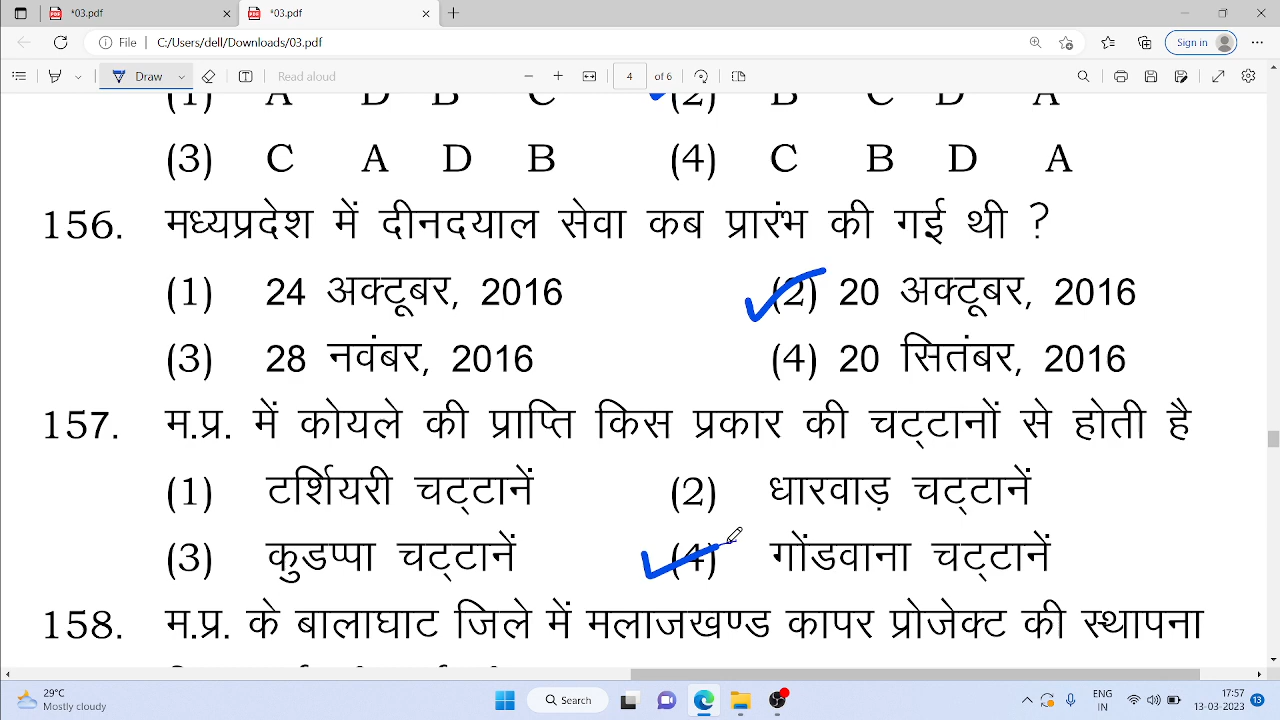 *03.pdf
*03.pdf
File C:/Users/dell/Downloads/03.pdf
Sign in
Draw Read aloud 4 of 6
(1) A D B C (2) B C D A
(3) C A D B (4) C B D A
156. मध्यप्रदेश में दीनदयाल सेवा कब प्रारंभ की गई थी ?
(1) 24 अक्टूबर, 2016 (2) 20 अक्टूबर, 2016
(3) 28 नवंबर, 2016 (4) 20 सितंबर, 2016
157. म.प्र. में कोयले की प्राप्ति किस प्रकार की चट्टानों से होती है
(1) टर्शियरी चट्टानें (2) धारवाड़ चट्टानें
(3) कुडप्पा चट्टानें (4) गोंडवाना चट्टानें
158. म.प्र. के बालाघाट जिले में मलाजखण्ड कापर प्रोजेक्ट की स्थापना
29°C
Mostly cloudy
Search
ENG
IN
17:57
13-03-2023
13